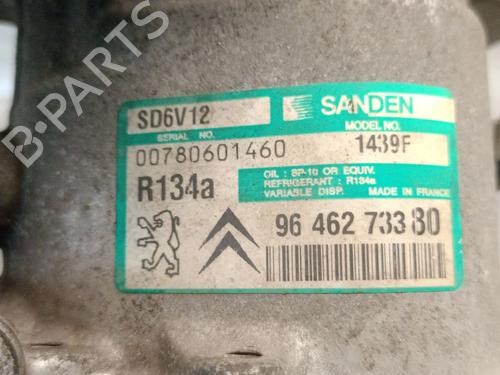 SD6V12
SANDEN
SERIAL NO.
MODEL NO.
00780601460
1439F
R134a
OIL : SP-10 OR EQUIV.
REFRIGERANT : R134a
VARIABLE DISP. MADE IN FRANCE
96 462 733 80
B-PARTS